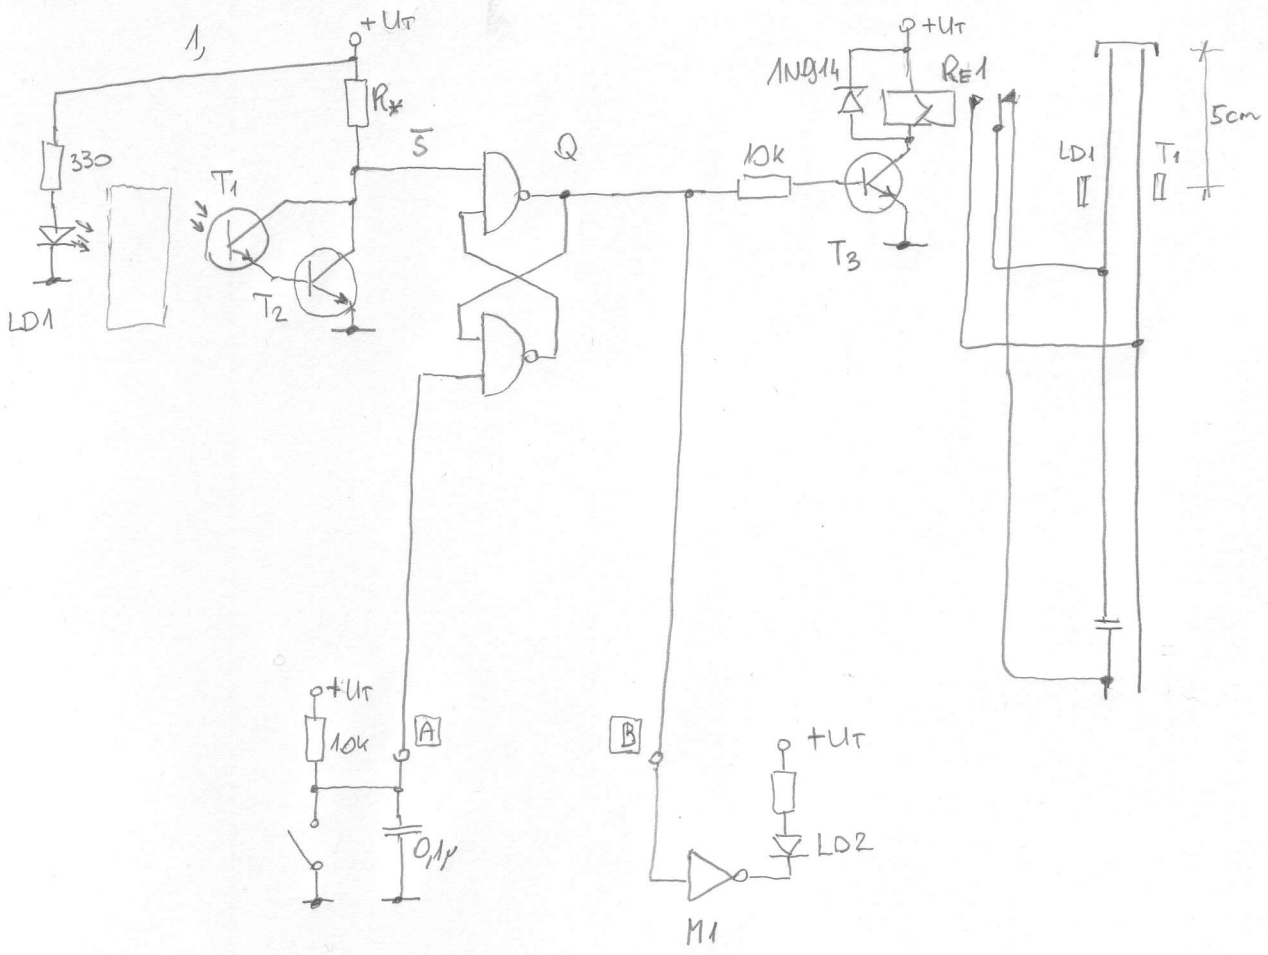 1,
+UT
R*
330
T1
T2
LD1
S̅
Q
10k
1N914
+UT
RE1
T3
LD1
T1
5cm
+UT
10k
A
0,1μ
B
+UT
LD2
M1